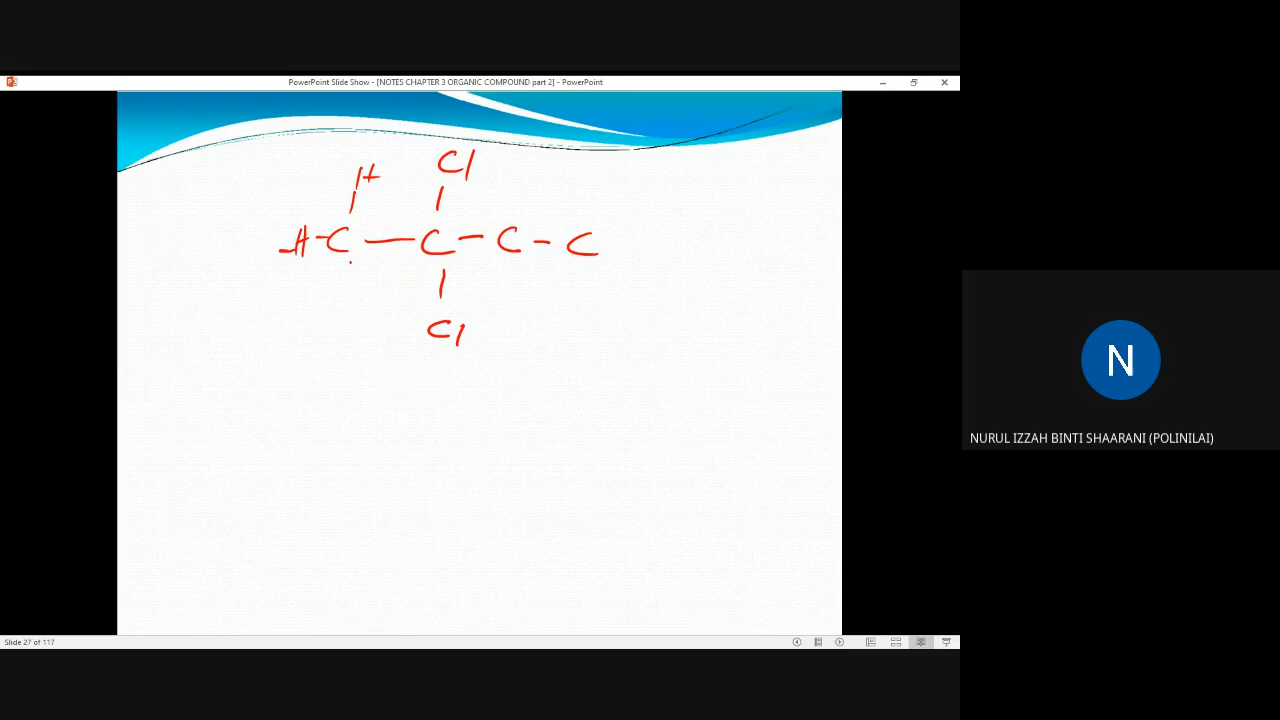 PowerPoint Slide Show - [NOTES CHAPTER 3 ORGANIC COMPOUND part 2] - PowerPoint
H Cl
H-C — C - C - C
Cl
N
NURUL IZZAH BINTI SHAARANI (POLINILAI)
Slide 27 of 117